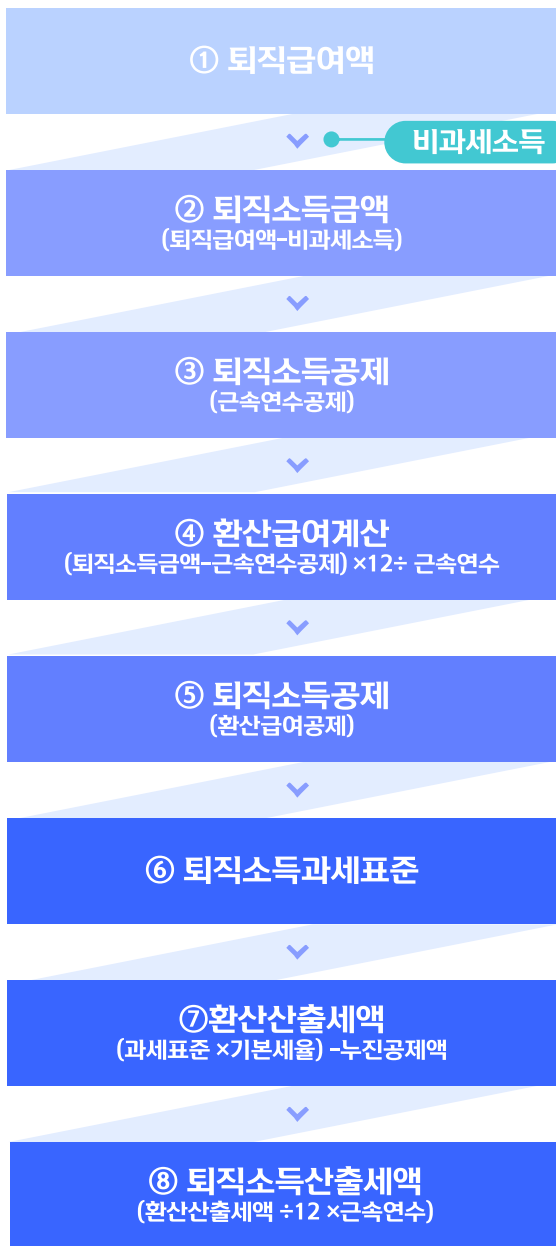 ① 퇴직급여액
비과세소득
② 퇴직소득금액
(퇴직급여액-비과세소득)
③ 퇴직소득공제
(근속연수공제)
④ 환산급여계산
(퇴직소득금액-근속연수공제) ×12÷ 근속연수
⑤ 퇴직소득공제
(환산급여공제)
⑥ 퇴직소득과세표준
⑦환산산출세액
(과세표준 ×기본세율) -누진공제액
⑧ 퇴직소득산출세액
(환산산출세액 ÷12 ×근속연수)